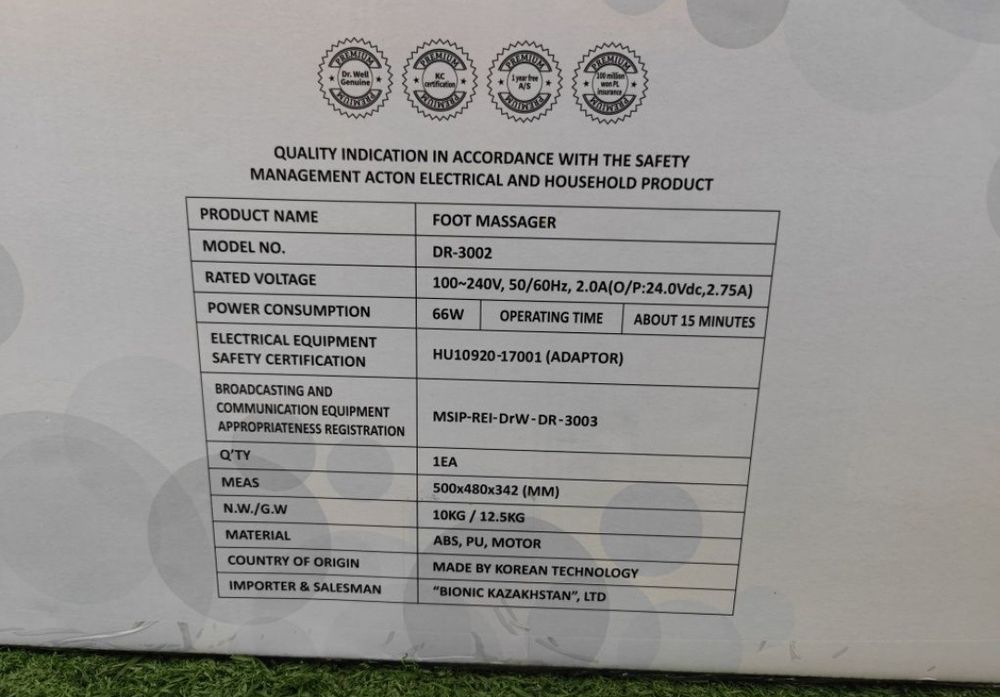 PREMIUM
Dr. Well
Genuine
PREMIUM
PREMIUM
KC
certification
PREMIUM
PREMIUM
1 year free
A/S
PREMIUM
PREMIUM
100 million
won PL
insurance
PREMIUM
QUALITY INDICATION IN ACCORDANCE WITH THE SAFETY
MANAGEMENT ACTON ELECTRICAL AND HOUSEHOLD PRODUCT
PRODUCT NAME FOOT MASSAGER
MODEL NO. DR-3002
RATED VOLTAGE 100~240V, 50/60Hz, 2.0A(O/P:24.0Vdc,2.75A)
POWER CONSUMPTION 66W OPERATING TIME ABOUT 15 MINUTES
ELECTRICAL EQUIPMENT
SAFETY CERTIFICATION HU10920-17001 (ADAPTOR)
BROADCASTING AND
COMMUNICATION EQUIPMENT
APPROPRIATENESS REGISTRATION MSIP-REI-DrW-DR-3003
Q'TY 1EA
MEAS 500x480x342 (MM)
N.W./G.W 10KG / 12.5KG
MATERIAL ABS, PU, MOTOR
COUNTRY OF ORIGIN MADE BY KOREAN TECHNOLOGY
IMPORTER & SALESMAN "BIONIC KAZAKHSTAN", LTD